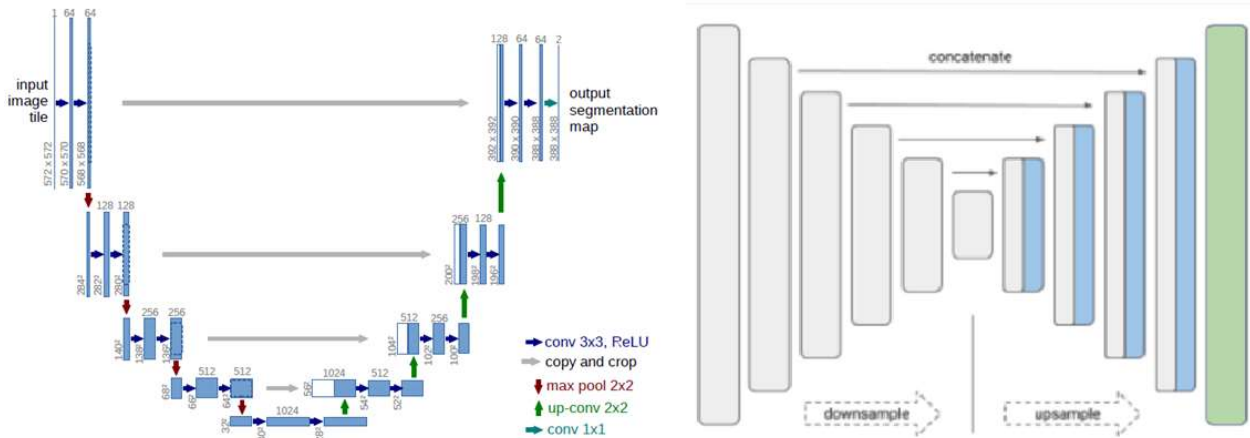 1 64 64
input
image
tile
572 x 572
570 x 570
568 x 568
128 64 64 2
output
segmentation
map
392 x 392
390 x 390
388 x 388
388 x 388
128 128
284²
282²
280²
256 128
200²
198²
196²
256 256
140²
138²
136²
512 256
104²
102²
100²
512 512
68²
66²
64²
1024 512
56²
54²
52²
1024
32²
conv 3x3, ReLU
copy and crop
max pool 2x2
up-conv 2x2
conv 1x1
concatenate
downsample
upsample